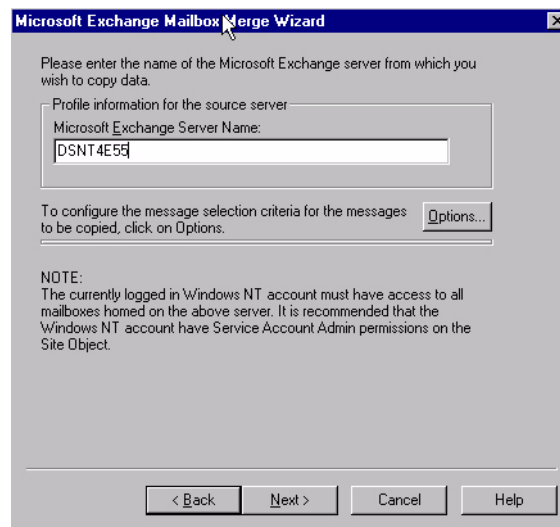 Microsoft Exchange Mailbox Merge Wizard
Please enter the name of the Microsoft Exchange server from which you
wish to copy data.
Profile information for the source server
Microsoft Exchange Server Name:
DSNT4E55
To configure the message selection criteria for the messages
to be copied, click on Options.
Options...
NOTE:
The currently logged in Windows NT account must have access to all
mailboxes homed on the above server. It is recommended that the
Windows NT account have Service Account Admin permissions on the
Site Object.
< Back
Next >
Cancel
Help